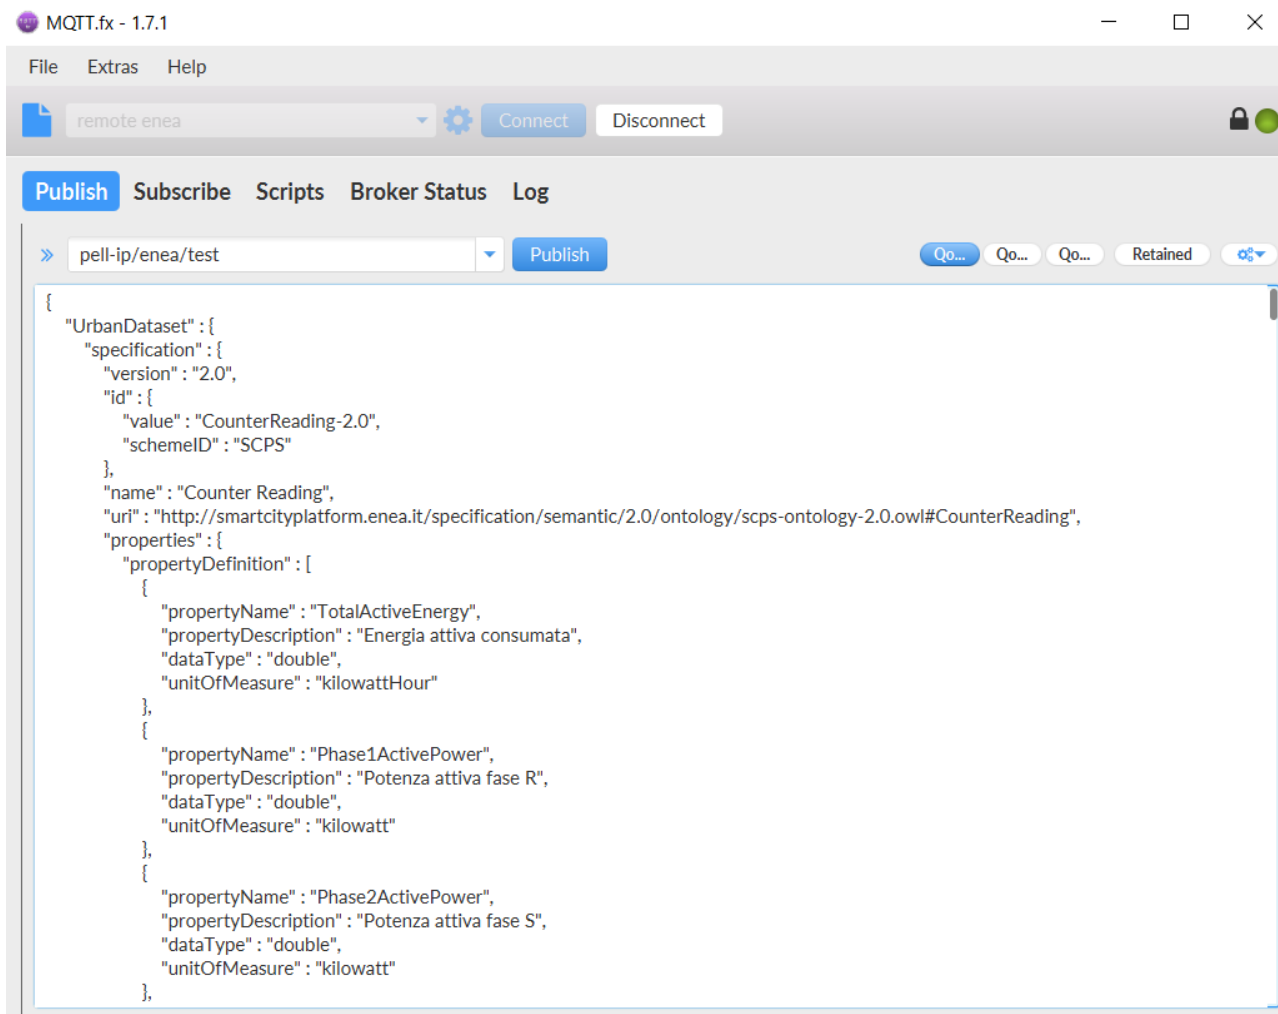 MQTT.fx - 1.7.1
File Extras Help
remote enea Connect Disconnect
Publish Subscribe Scripts Broker Status Log
pell-ip/enea/test Publish Qo... Qo... Qo... Retained
{
"UrbanDataset" : {
"specification" : {
"version" : "2.0",
"id" : {
"value" : "CounterReading-2.0",
"schemeID" : "SCPS"
},
"name" : "Counter Reading",
"uri" : "http://smartcityplatform.enea.it/specification/semantic/2.0/ontology/scps-ontology-2.0.owl#CounterReading",
"properties" : {
"propertyDefinition" : [
{
"propertyName" : "TotalActiveEnergy",
"propertyDescription" : "Energia attiva consumata",
"dataType" : "double",
"unitOfMeasure" : "kilowattHour"
},
{
"propertyName" : "Phase1ActivePower",
"propertyDescription" : "Potenza attiva fase R",
"dataType" : "double",
"unitOfMeasure" : "kilowatt"
},
{
"propertyName" : "Phase2ActivePower",
"propertyDescription" : "Potenza attiva fase S",
"dataType" : "double",
"unitOfMeasure" : "kilowatt"
},